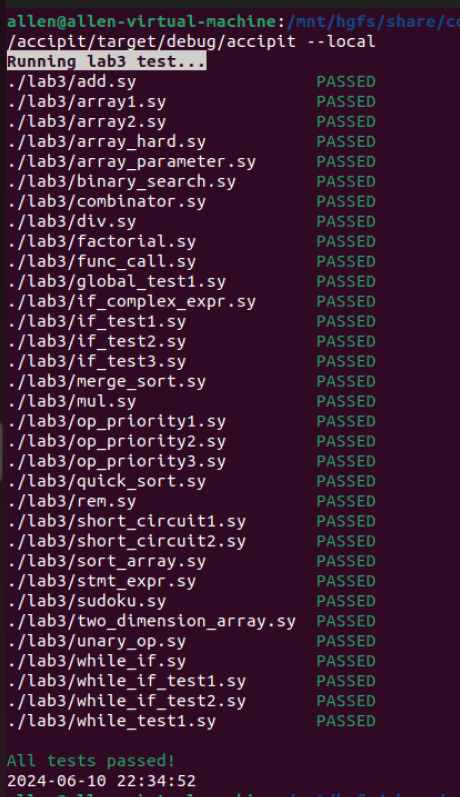 allen@allen-virtual-machine:/mnt/hgfs/share/co
/accipit/target/debug/accipit --local
Running lab3 test...
./lab3/add.sy PASSED
./lab3/array1.sy PASSED
./lab3/array2.sy PASSED
./lab3/array_hard.sy PASSED
./lab3/array_parameter.sy PASSED
./lab3/binary_search.sy PASSED
./lab3/combinator.sy PASSED
./lab3/div.sy PASSED
./lab3/factorial.sy PASSED
./lab3/func_call.sy PASSED
./lab3/global_test1.sy PASSED
./lab3/if_complex_expr.sy PASSED
./lab3/if_test1.sy PASSED
./lab3/if_test2.sy PASSED
./lab3/if_test3.sy PASSED
./lab3/merge_sort.sy PASSED
./lab3/mul.sy PASSED
./lab3/op_priority1.sy PASSED
./lab3/op_priority2.sy PASSED
./lab3/op_priority3.sy PASSED
./lab3/quick_sort.sy PASSED
./lab3/rem.sy PASSED
./lab3/short_circuit1.sy PASSED
./lab3/short_circuit2.sy PASSED
./lab3/sort_array.sy PASSED
./lab3/stmt_expr.sy PASSED
./lab3/sudoku.sy PASSED
./lab3/two_dimension_array.sy PASSED
./lab3/unary_op.sy PASSED
./lab3/while_if.sy PASSED
./lab3/while_if_test1.sy PASSED
./lab3/while_if_test2.sy PASSED
./lab3/while_test1.sy PASSED
All tests passed!
2024-06-10 22:34:52